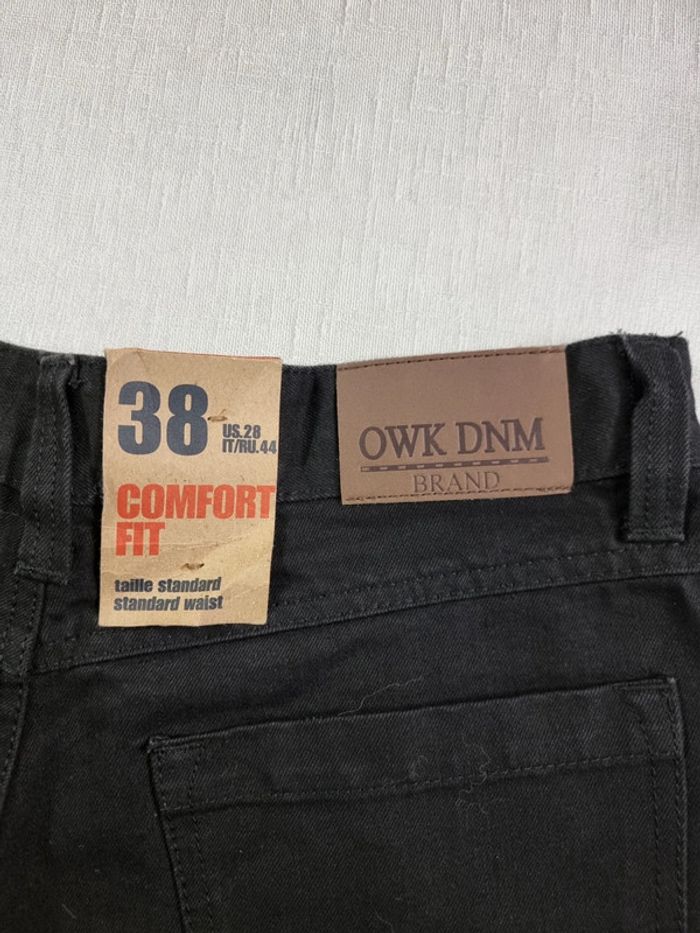 38
US.28
IT/RU.44
COMFORT
FIT
taille standard
standard waist
OWK DNM
BRAND